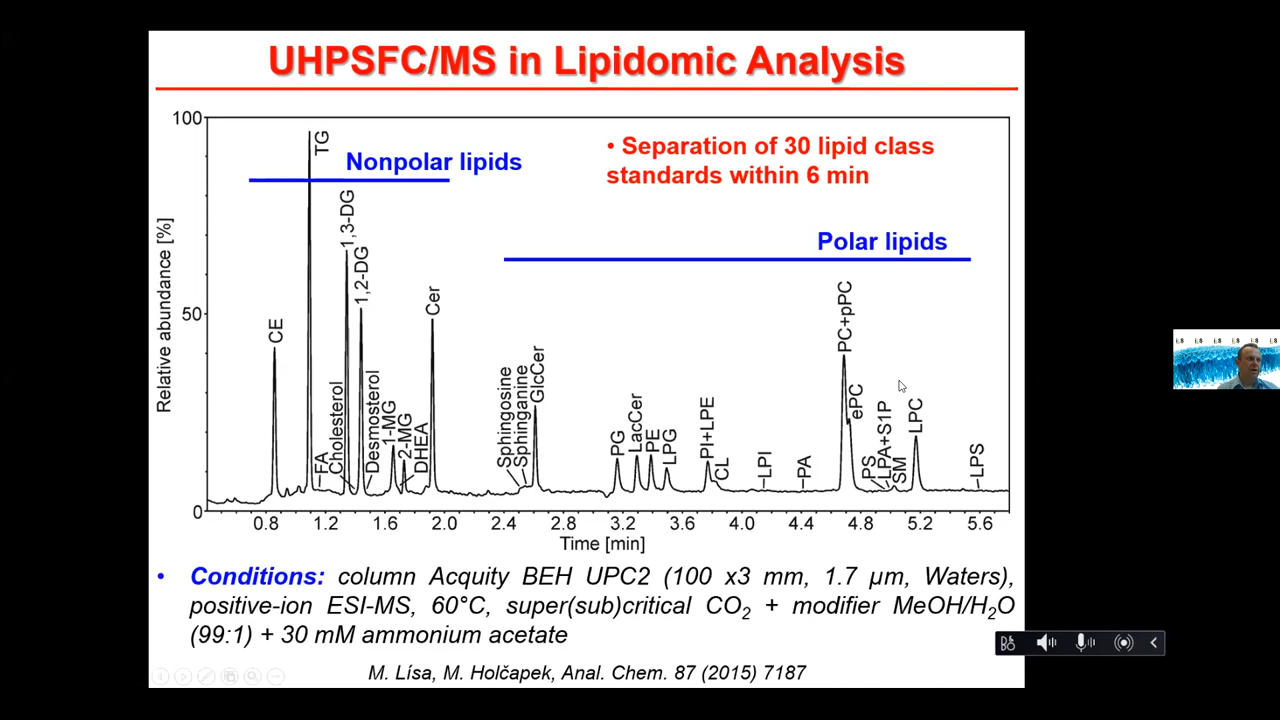 UHPSFC/MS in Lipidomic Analysis
100
TG
Nonpolar lipids
• Separation of 30 lipid class
standards within 6 min
Polar lipids
Relative abundance [%]
50
0
CE
FA
Cholesterol
1,3-DG
1,2-DG
Desmosterol
1-MG
2-MG
DHEA
Cer
Sphingosine
Sphinganine
GlcCer
PG
LacCer
PE
LPG
PI+LPE
CL
LPI
PA
PC+pPC
ePC
PS
LPA+S1P
SM
LPC
LPS
0.8 1.2 1.6 2.0 2.4 2.8 3.2 3.6 4.0 4.4 4.8 5.2 5.6
Time [min]
• Conditions: column Acquity BEH UPC2 (100 x3 mm, 1.7 µm, Waters),
positive-ion ESI-MS, 60°C, super(sub)critical CO2 + modifier MeOH/H2O
(99:1) + 30 mM ammonium acetate
M. Lísa, M. Holčapek, Anal. Chem. 87 (2015) 7187